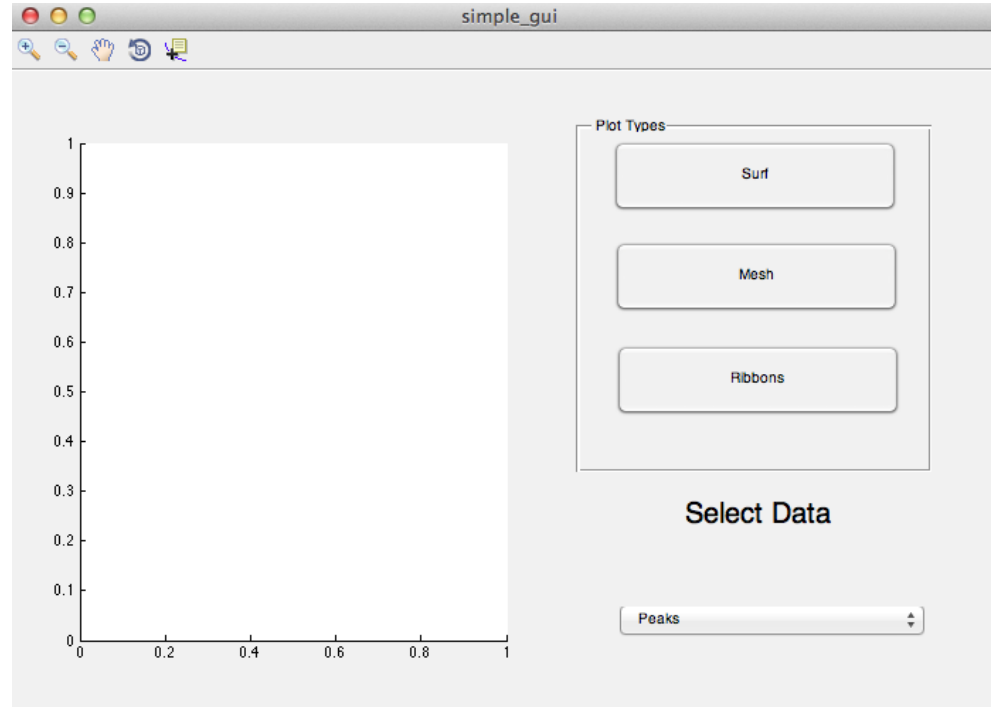 simple_gui
Plot Types
Surf
Mesh
Ribbons
Select Data
Peaks
1
0.9
0.8
0.7
0.6
0.5
0.4
0.3
0.2
0.1
0
0 0.2 0.4 0.6 0.8 1